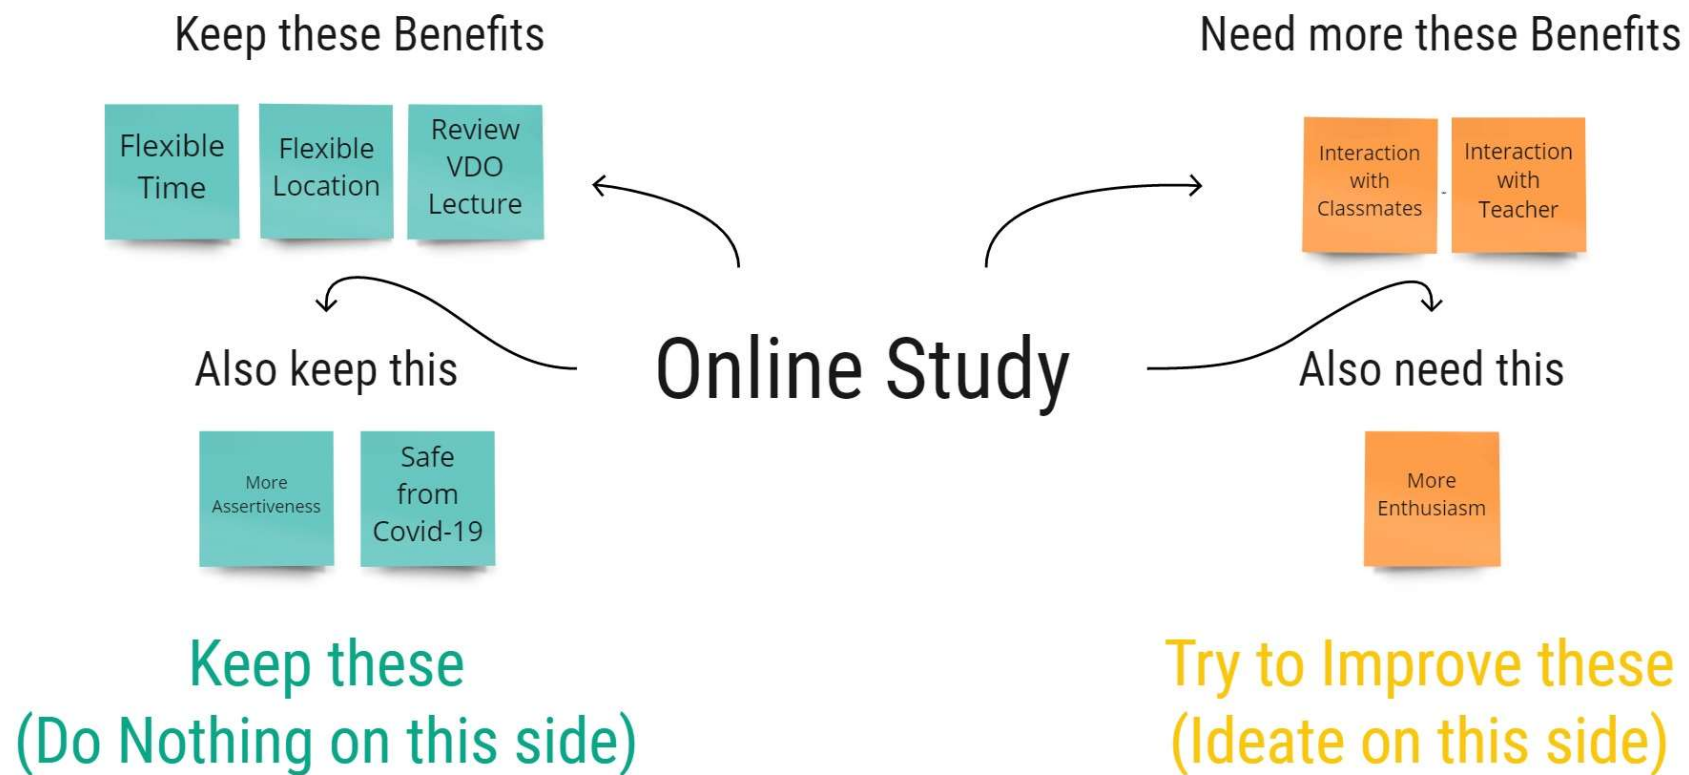 Keep these Benefits
Need more these Benefits
Flexible
Time
Flexible
Location
Review
VDO
Lecture
Interaction
with
Classmates
-
Interaction
with
Teacher
Online Study
Also keep this
Also need this
More
Assertiveness
Safe
from
Covid-19
More
Enthusiasm
Keep these
(Do Nothing on this side)
Try to Improve these
(Ideate on this side)